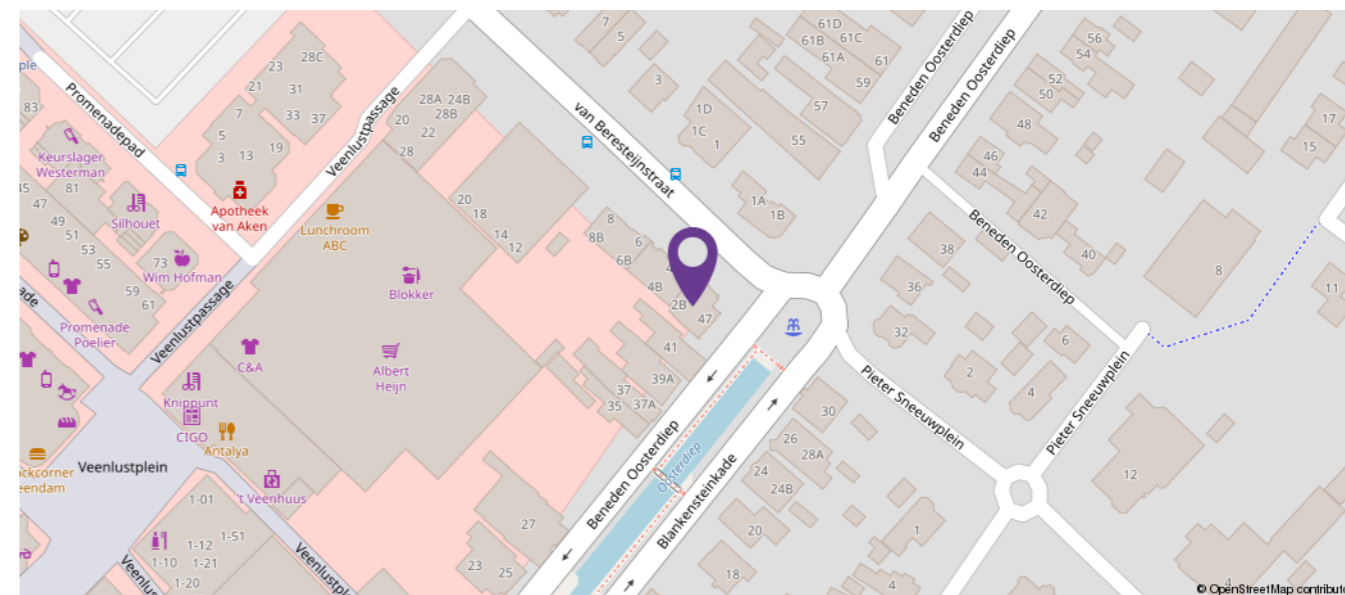 ple
83
Promenadepad
Keurslager
Westerman
45
81
47
49
51
53
55
Silhouet
73
Wim Hofman
59
61
Promenade
Poelier
ade
23
28C
21
31
7
33
37
5
3
13
19
Apotheek
van Aken
Veenlustpassage
28A
24B
28B
20
22
28
Lunchroom
ABC
Blokker
Albert
Heijn
C&A
Veenlustpassage
Knippunt
CIGO
Antalya
't Veenhuus
Veenlustplein
ckcorner
eendam
1-01
1-51
1-12
1-10
1-21
1-20
Veenlustple
Veenlustp
20
18
14
12
8
8B
6
6B
4B
2B
47
41
39A
37
37A
35
27
23
25
7
5
3
van Beresteijnstraat
1D
1C
1
61D
61B
61C
61A
61
59
57
55
1A
1B
Beneden Oosterdiep
Beneden Oosterdiep
56
54
52
50
48
46
44
42
40
38
36
32
Beneden Oosterdiep
17
15
8
11
6
2
4
Pieter Sneeuwplein
Pieter Sneeuwplein
12
30
26
28A
24
24B
20
18
1
4
4
Beneden Oosterdiep
Oosterdiep
Blankensteinkade
© OpenStreetMap contribut